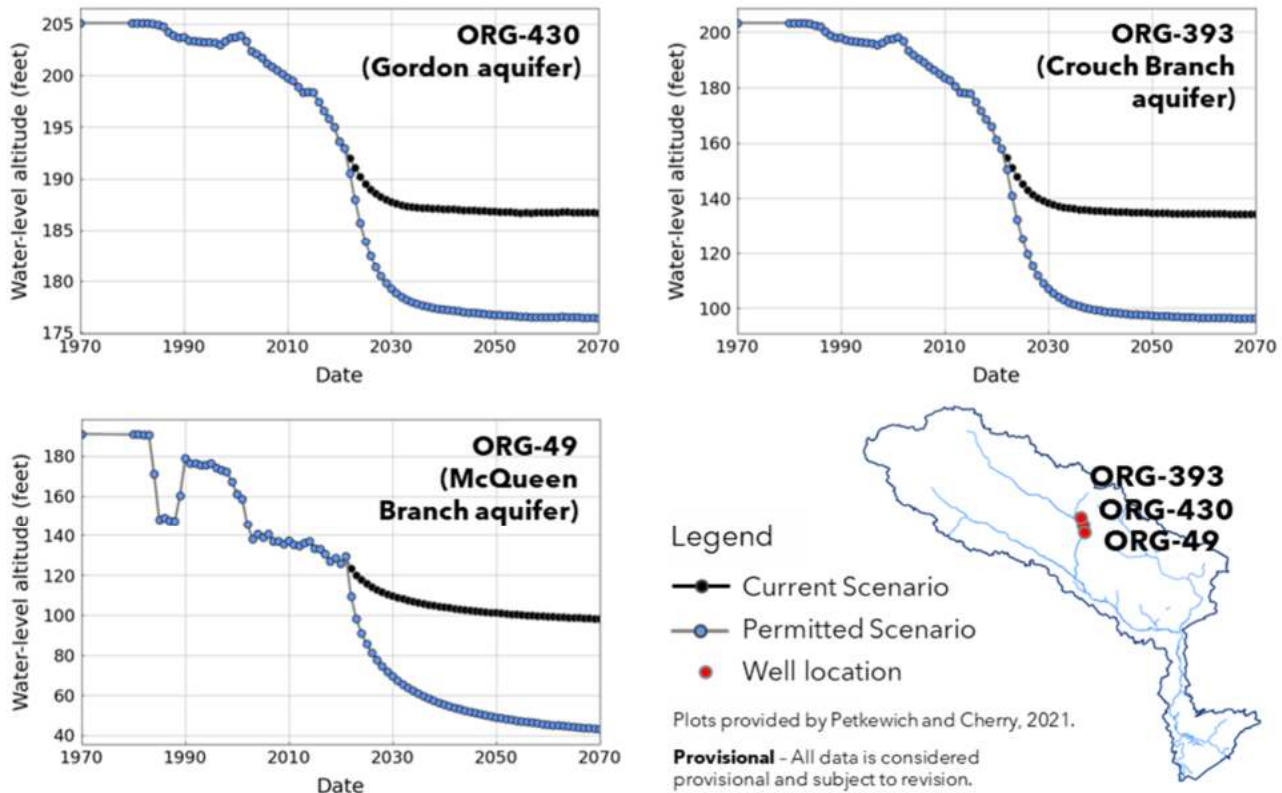 ORG-430
(Gordon aquifer)
Water-level altitude (feet)
205
200
195
190
185
180
175
1970 1990 2010 2030 2050 2070
Date
ORG-393
(Crouch Branch
aquifer)
Water-level altitude (feet)
200
180
160
140
120
100
1970 1990 2010 2030 2050 2070
Date
ORG-49
(McQueen
Branch aquifer)
Water-level altitude (feet)
180
160
140
120
100
80
60
40
1970 1990 2010 2030 2050 2070
Date
ORG-393
ORG-430
ORG-49
Legend
Current Scenario
Permitted Scenario
Well location
Plots provided by Petkewich and Cherry, 2021.
Provisional – All data is considered
provisional and subject to revision.